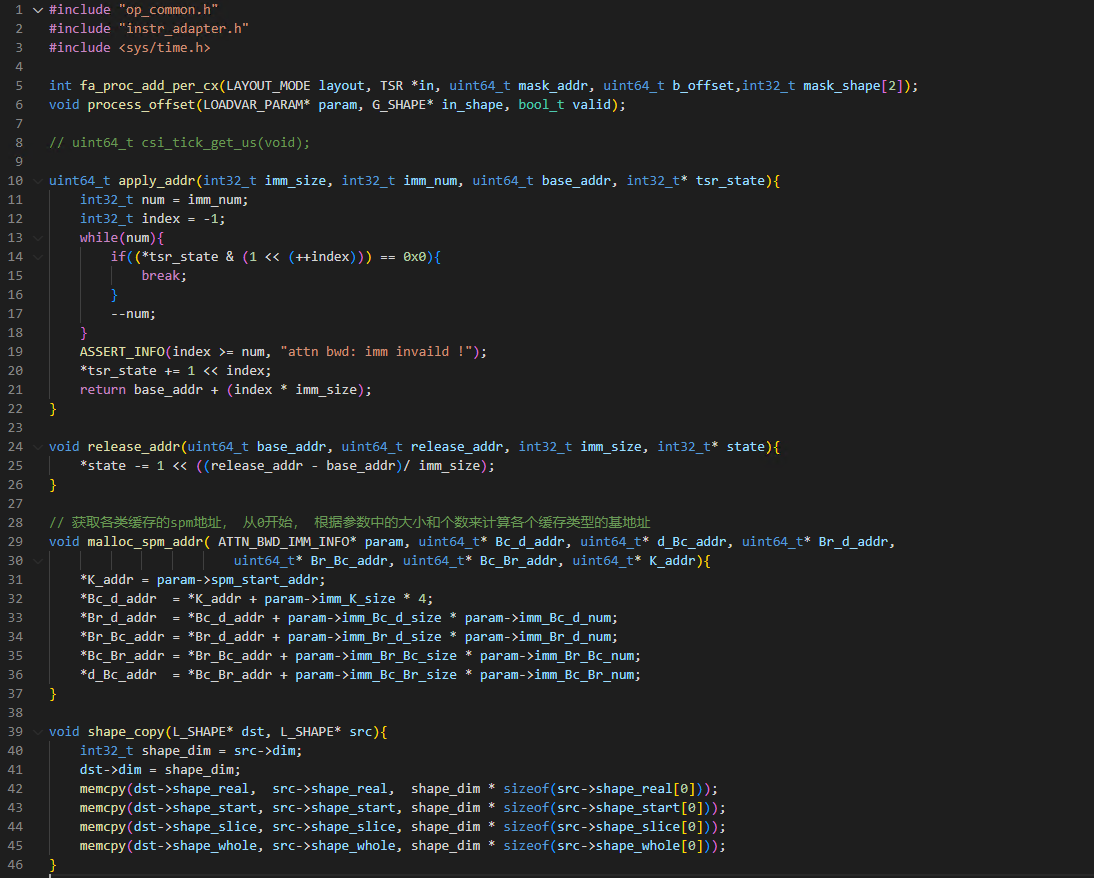 1 #include "op_common.h"
2 #include "instr_adapter.h"
3 #include <sys/time.h>
4
5 int fa_proc_add_per_cx(LAYOUT_MODE layout, TSR *in, uint64_t mask_addr, uint64_t b_offset,int32_t mask_shape[2]);
6 void process_offset(LOADVAR_PARAM* param, G_SHAPE* in_shape, bool_t valid);
7
8 // uint64_t csi_tick_get_us(void);
9
10 uint64_t apply_addr(int32_t imm_size, int32_t imm_num, uint64_t base_addr, int32_t* tsr_state){
11     int32_t num = imm_num;
12     int32_t index = -1;
13     while(num){
14         if((*tsr_state & (1 << (++index))) == 0x0){
15             break;
16         }
17         --num;
18     }
19     ASSERT_INFO(index >= num, "attn bwd: imm invaild !");
20     *tsr_state += 1 << index;
21     return base_addr + (index * imm_size);
22 }
23
24 void release_addr(uint64_t base_addr, uint64_t release_addr, int32_t imm_size, int32_t* state){
25     *state -= 1 << ((release_addr - base_addr)/ imm_size);
26 }
27
28 // 获取各类缓存的spm地址， 从0开始， 根据参数中的大小和个数来计算各个缓存类型的基地址
29 void malloc_spm_addr( ATTN_BWD_IMM_INFO* param, uint64_t* Bc_d_addr, uint64_t* d_Bc_addr, uint64_t* Br_d_addr,
30                         uint64_t* Br_Bc_addr, uint64_t* Bc_Br_addr, uint64_t* K_addr){
31     *K_addr = param->spm_start_addr;
32     *Bc_d_addr  = *K_addr + param->imm_K_size * 4;
33     *Br_d_addr  = *Bc_d_addr + param->imm_Bc_d_size * param->imm_Bc_d_num;
34     *Br_Bc_addr = *Br_d_addr + param->imm_Br_d_size * param->imm_Br_d_num;
35     *Bc_Br_addr = *Br_Bc_addr + param->imm_Br_Bc_size * param->imm_Br_Bc_num;
36     *d_Bc_addr  = *Bc_Br_addr + param->imm_Bc_Br_size * param->imm_Bc_Br_num;
37 }
38
39 void shape_copy(L_SHAPE* dst, L_SHAPE* src){
40     int32_t shape_dim = src->dim;
41     dst->dim = shape_dim;
42     memcpy(dst->shape_real,  src->shape_real,  shape_dim * sizeof(src->shape_real[0]));
43     memcpy(dst->shape_start, src->shape_start, shape_dim * sizeof(src->shape_start[0]));
44     memcpy(dst->shape_slice, src->shape_slice, shape_dim * sizeof(src->shape_slice[0]));
45     memcpy(dst->shape_whole, src->shape_whole, shape_dim * sizeof(src->shape_whole[0]));
46 }